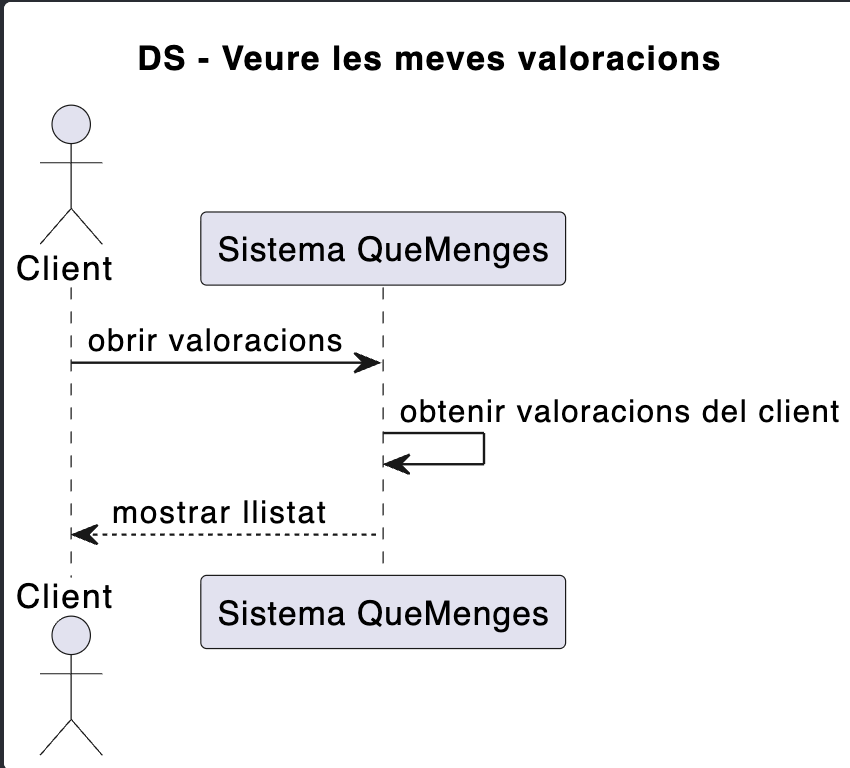 DS - Veure les meves valoracions
Client
Sistema QueMenges
obrir valoracions
obtenir valoracions del client
mostrar llistat
Client
Sistema QueMenges